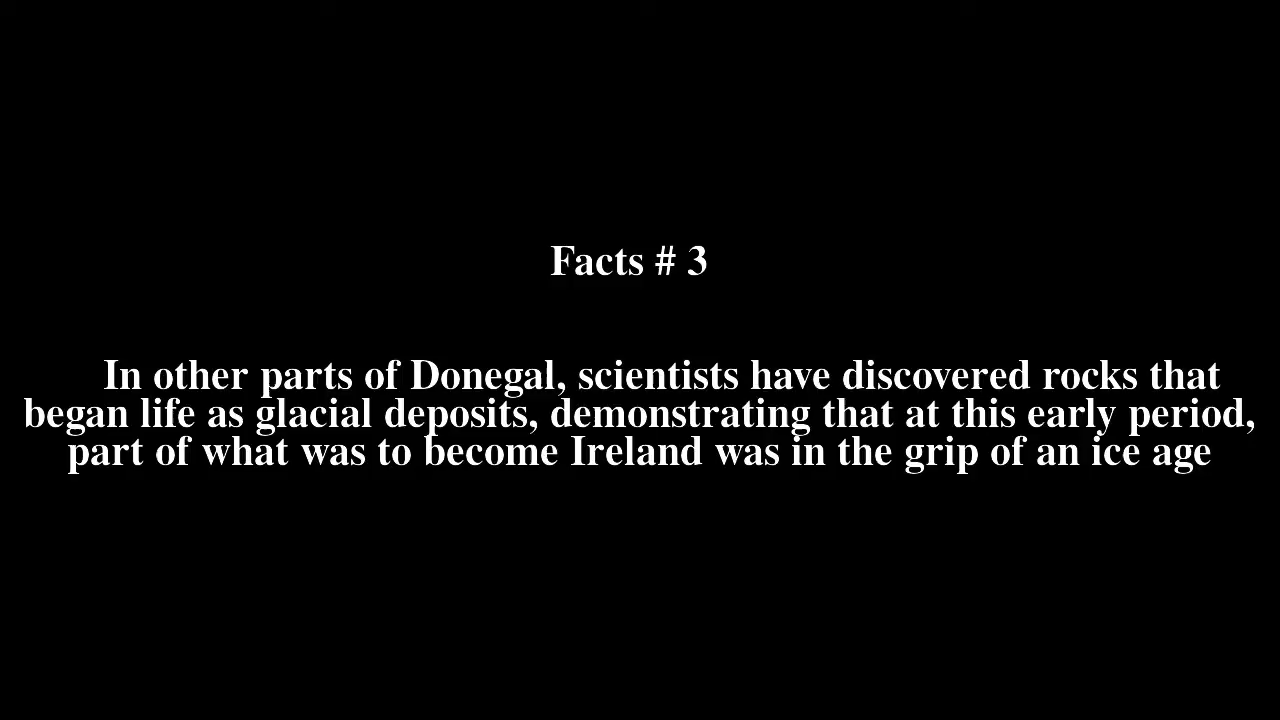 Facts # 3
In other parts of Donegal, scientists have discovered rocks that
began life as glacial deposits, demonstrating that at this early period,
part of what was to become Ireland was in the grip of an ice age